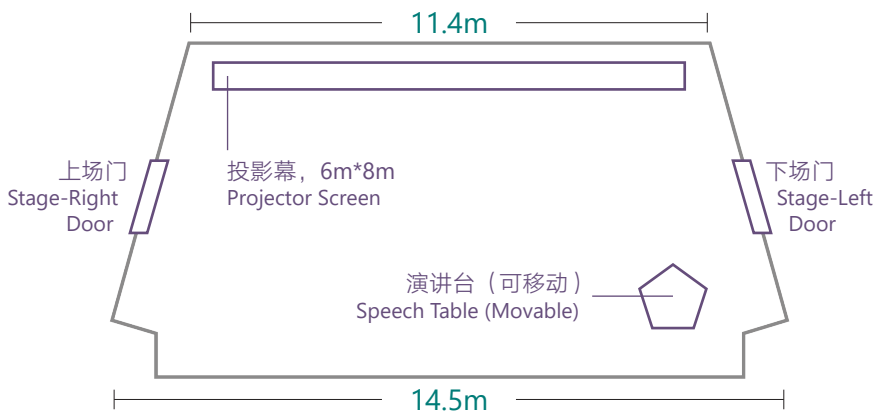 11.4m
上场门
Stage-Right
Door
投影幕，6m*8m
Projector Screen
下场门
Stage-Left
Door
演讲台（可移动）
Speech Table (Movable)
14.5m